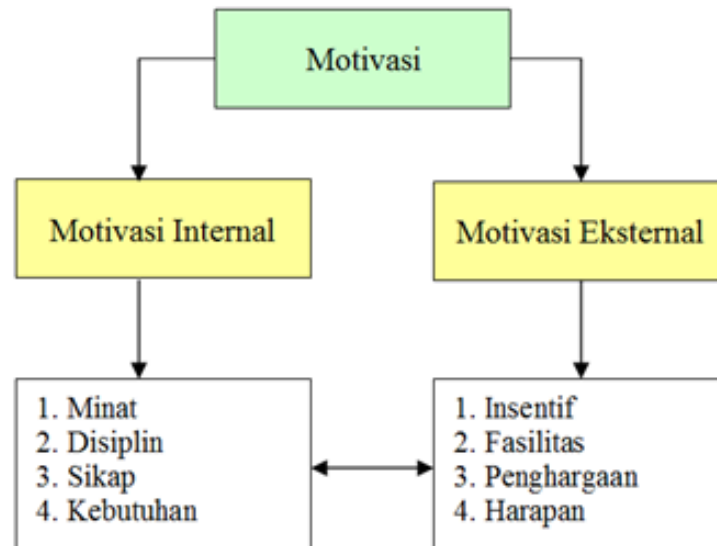 Motivasi
Motivasi Internal
Motivasi Eksternal
1. Minat
2. Disiplin
3. Sikap
4. Kebutuhan
1. Insentif
2. Fasilitas
3. Penghargaan
4. Harapan